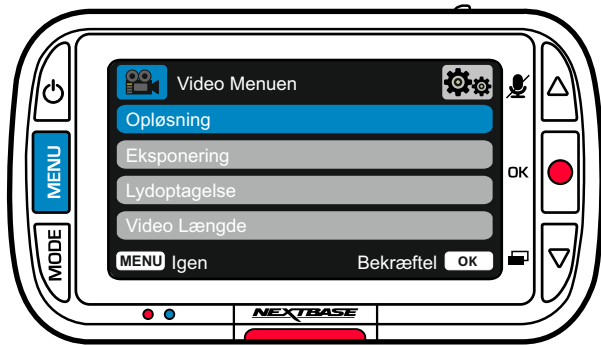 Video Menuen
Opløsning
Eksponering
MENU
OK
Lydoptagelse
Video Længde
MODE
MENU Igen Bekræftel OK
NEXTBASE